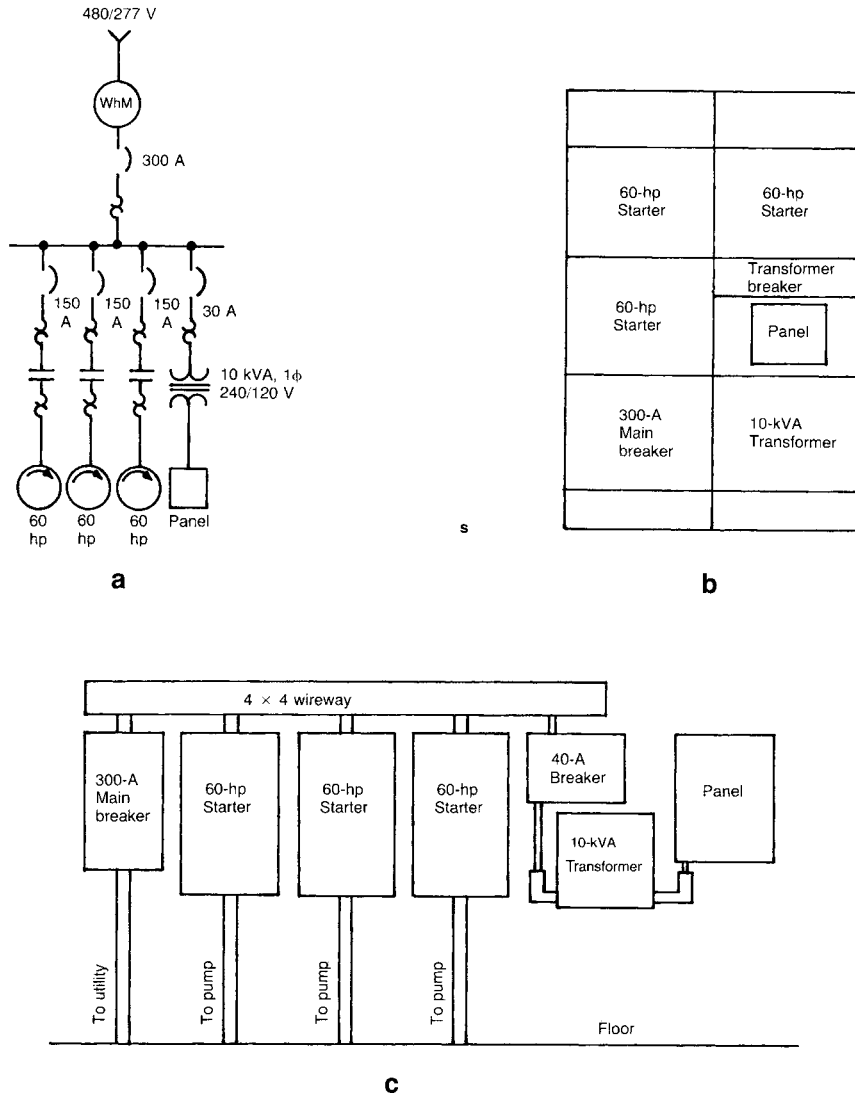 480/277 V
WhM
300 A
150
A
150
A
150
A
30 A
10 kVA, 1ϕ
240/120 V
60
hp
60
hp
60
hp
Panel
a
60-hp
Starter
60-hp
Starter
60-hp
Starter
Transformer
breaker
Panel
300-A
Main
breaker
10-kVA
Transformer
s
b
4 × 4 wireway
300-A
Main
breaker
60-hp
Starter
60-hp
Starter
60-hp
Starter
40-A
Breaker
10-kVA
Transformer
Panel
To utility
To pump
To pump
To pump
Floor
c